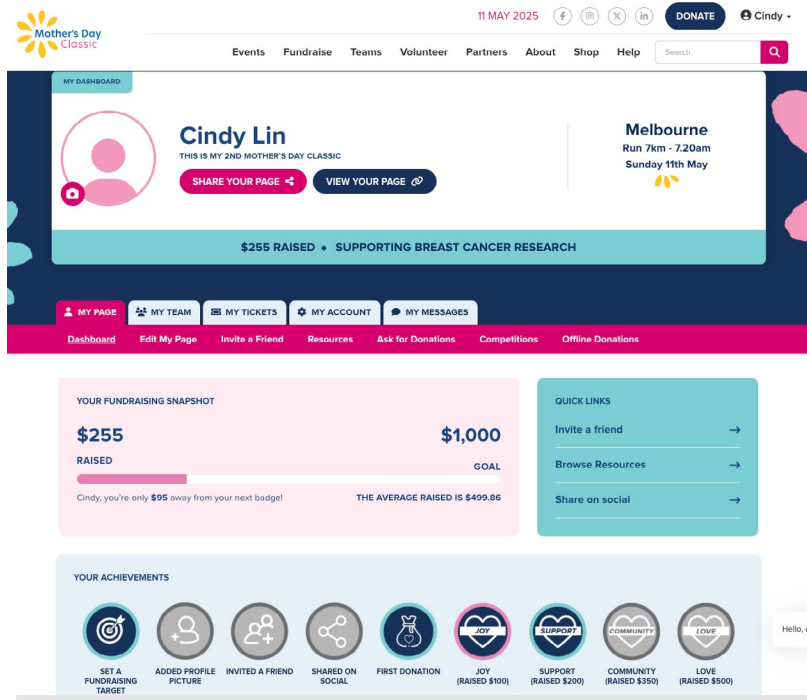 Mother's Day
Classic
11 MAY 2025
DONATE
Cindy
Events Fundraise Teams Volunteer Partners About Shop Help Search
MY DASHBOARD
Cindy Lin
THIS IS MY 2ND MOTHER'S DAY CLASSIC
SHARE YOUR PAGE
VIEW YOUR PAGE
Melbourne
Run 7km - 7.20am
Sunday 11th May
$255 RAISED • SUPPORTING BREAST CANCER RESEARCH
MY PAGE MY TEAM MY TICKETS MY ACCOUNT MY MESSAGES
Dashboard Edit My Page Invite a Friend Resources Ask for Donations Competitions Offline Donations
YOUR FUNDRAISING SNAPSHOT
$255 $1,000
RAISED GOAL
Cindy, you're only $95 away from your next badge! THE AVERAGE RAISED IS $499.86
QUICK LINKS
Invite a friend
Browse Resources
Share on social
YOUR ACHIEVEMENTS
JOY SUPPORT COMMUNITY LOVE
SET A
FUNDRAISING
TARGET
ADDED PROFILE
PICTURE
INVITED A FRIEND
SHARED ON
SOCIAL
FIRST DONATION
JOY
(RAISED $100)
SUPPORT
(RAISED $200)
COMMUNITY
(RAISED $350)
LOVE
(RAISED $500)
Hello,